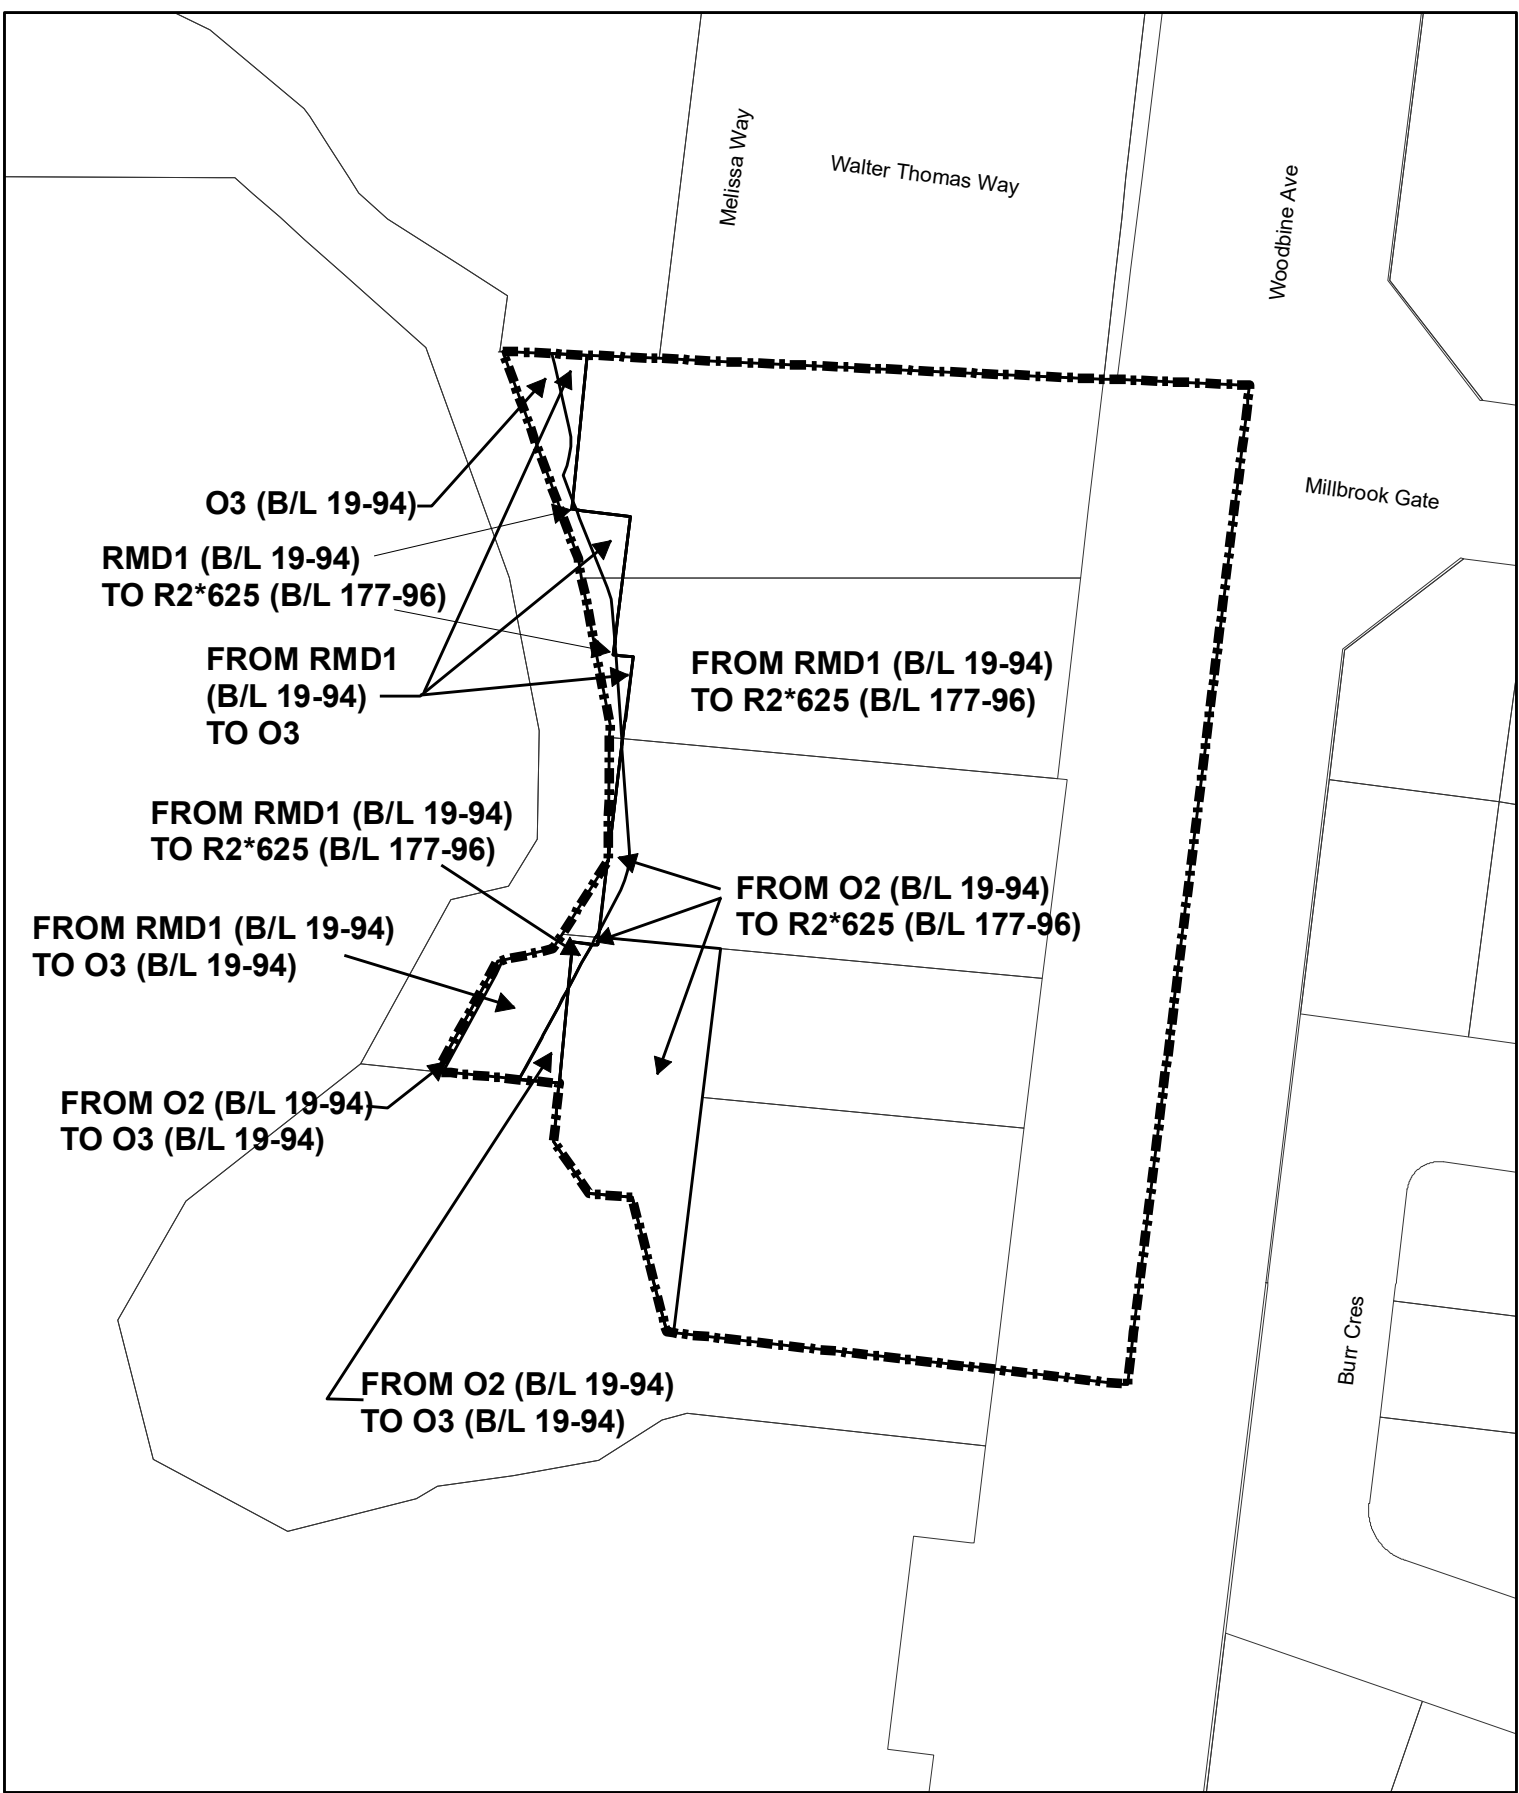 Melissa Way
Walter Thomas Way
Woodbine Ave
Millbrook Gate
O3 (B/L 19-94)
RMD1 (B/L 19-94)
TO R2*625 (B/L 177-96)
FROM RMD1
(B/L 19-94)
TO O3
FROM RMD1 (B/L 19-94)
TO R2*625 (B/L 177-96)
FROM RMD1 (B/L 19-94)
TO R2*625 (B/L 177-96)
FROM O2 (B/L 19-94)
TO R2*625 (B/L 177-96)
FROM RMD1 (B/L 19-94)
TO O3 (B/L 19-94)
FROM O2 (B/L 19-94)
TO O3 (B/L 19-94)
FROM O2 (B/L 19-94)
TO O3 (B/L 19-94)
Burr Cres